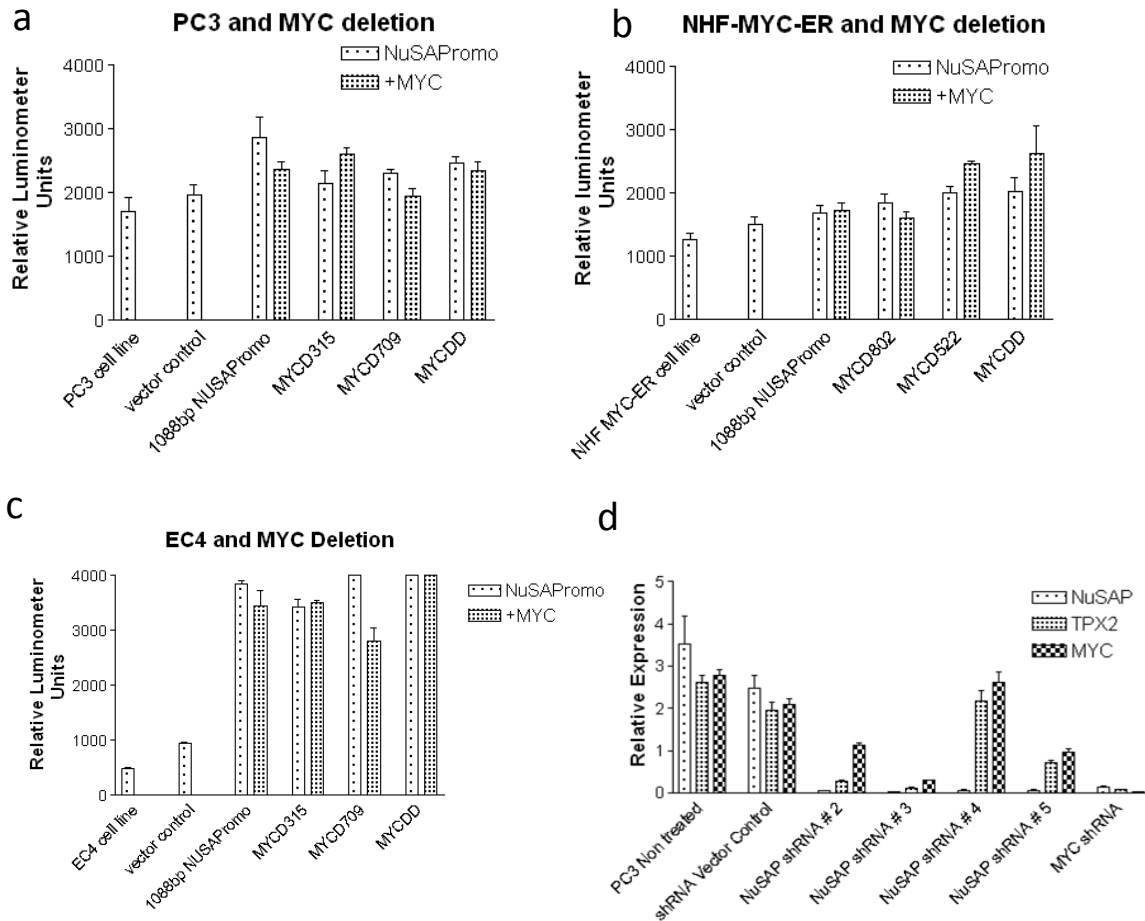 a
PC3 and MYC deletion
NuSAPromo
+MYC
Relative Luminometer
Units
4000
3000
2000
1000
0
PC3 cell line
vector control
1088bp NUSAPromo
MYCD315
MYCD709
MYCDD
b
NHF-MYC-ER and MYC deletion
NuSAPromo
+MYC
Relative luminometer
Units
4000
3000
2000
1000
0
NHF MYC-ER cell line
vector control
1088bp NUSAPromo
MYCD802
MYCD522
MYCDD
c
EC4 and MYC Deletion
NuSAPromo
+MYC
Relative Luminometer
Units
4000
3000
2000
1000
0
EC4 cell line
vector control
1088bp NUSAPromo
MYCD315
MYCD709
MYCDD
d
NuSAP
TPX2
MYC
Relative Expression
5
4
3
2
1
0
PC3 Non treated
shRNA Vector Control
NuSAP shRNA # 2
NuSAP shRNA # 3
NuSAP shRNA # 4
NuSAP shRNA # 5
MYC shRNA